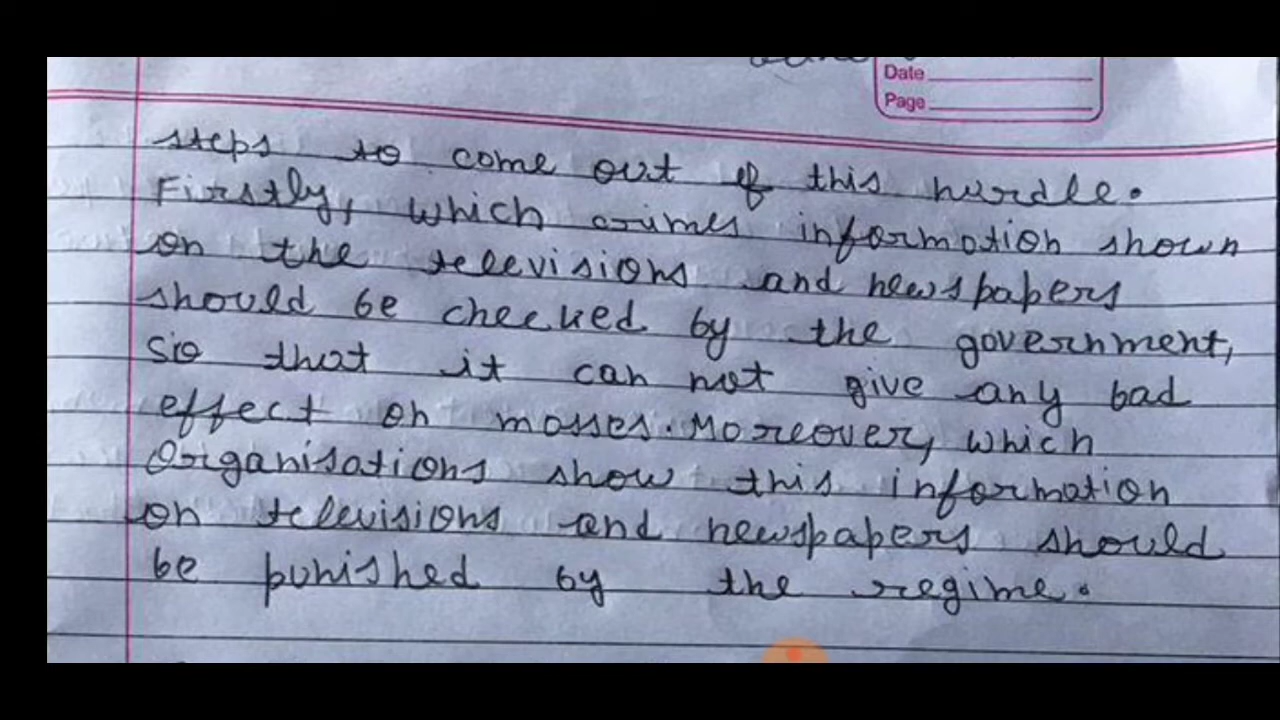 Date
Page
steps to come out of this hurdle.
Firstly, which crimes information shown
on the televisions and newspapers
should be checked by the government,
so that it can not give any bad
effect on masses. Moreover, which
Organisations show this information
on televisions and newspapers should
be punished by the regime.